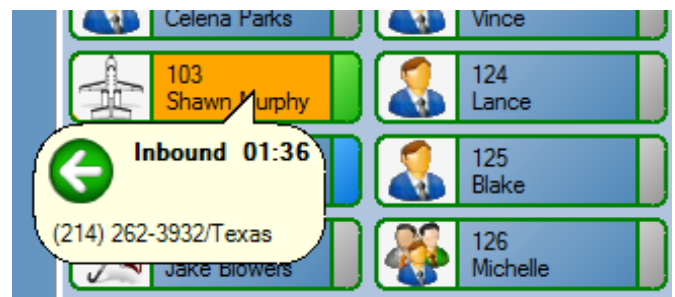 Celena Parks
Vince
103
Shawn Murphy
124
Lance
Inbound 01:36
(214) 262-3932/Texas
125
Blake
Jake Blowers
126
Michelle